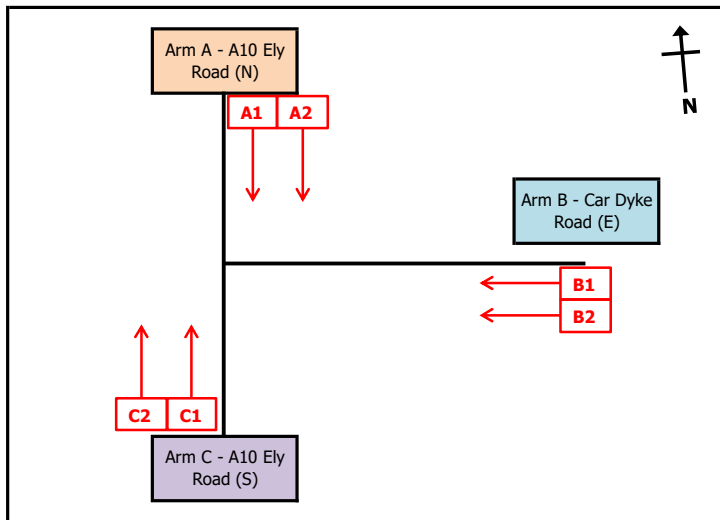 Arm A - A10 Ely
Road (N)
A1
A2
N
Arm B - Car Dyke
Road (E)
B1
B2
C2
C1
Arm C - A10 Ely
Road (S)